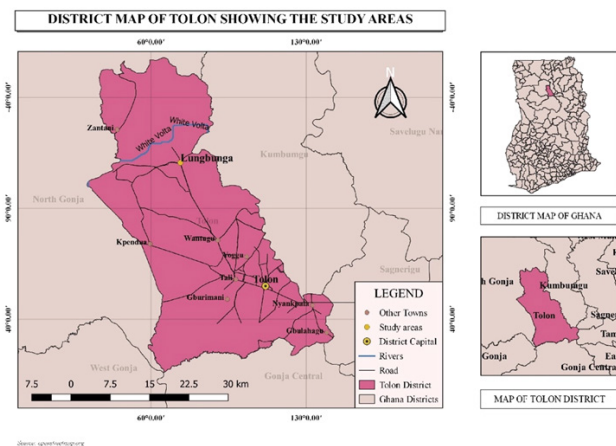 DISTRICT MAP OF TOLON SHOWING THE STUDY AREAS
60°0.00' 130°0.00'
N
Zantani
White Volta White Volta
Lungbunga
Kumbumgu
North Gonja
Tolon
Kpendua
Wantugu
Yoggu
Tali
Tolon
Gburimani
Nyankpala
Gbulahagu
Sagnerigu
West Gonja
Gonja Central
LEGEND
Other Towns
Study areas
District Capital
Rivers
Road
Tolon District
Ghana Districts
7.5 0 7.5 15 22.5 30 km
60°0.00' 130°0.00'
DISTRICT MAP OF GHANA
h Gonja
Kumbumgu
Tolon
Gonja
Gonja Centra
MAP OF TOLON DISTRICT